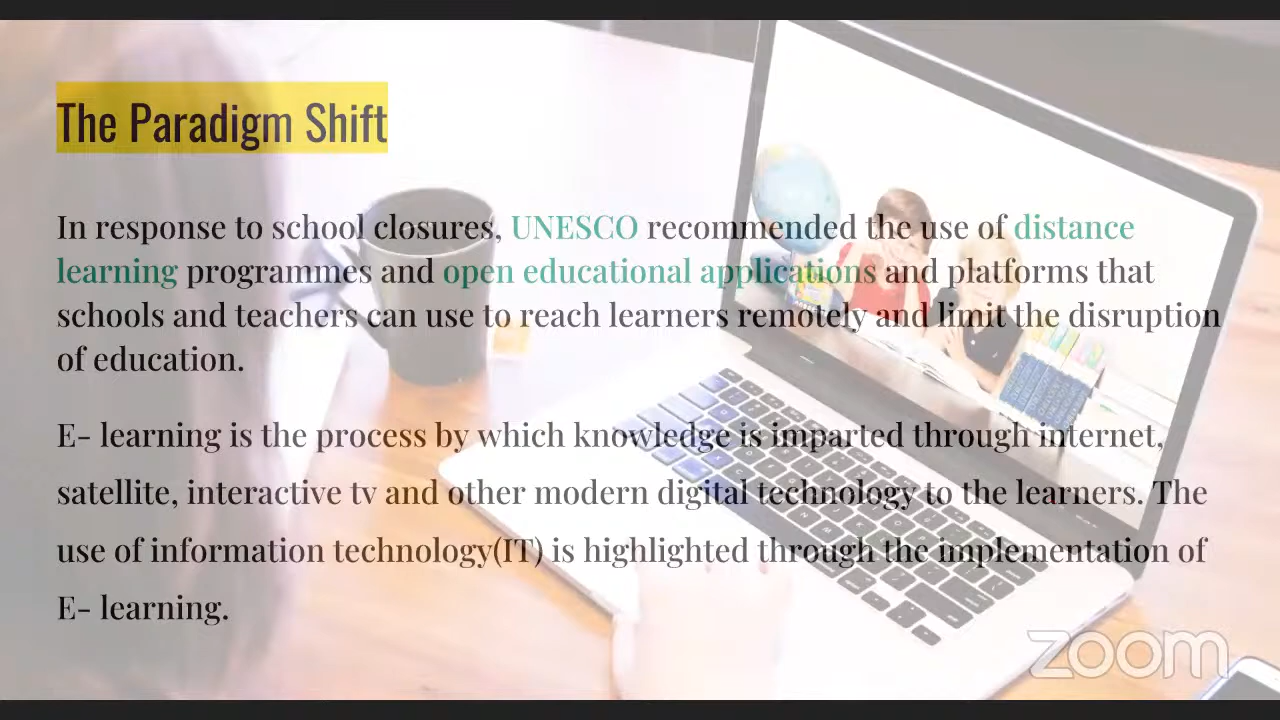 The Paradigm Shift
In response to school closures, UNESCO recommended the use of distance
learning programmes and open educational applications and platforms that
schools and teachers can use to reach learners remotely and limit the disruption
of education.
E- learning is the process by which knowledge is imparted through internet,
satellite, interactive tv and other modern digital technology to the learners. The
use of information technology(IT) is highlighted through the implementation of
E- learning.
zoom